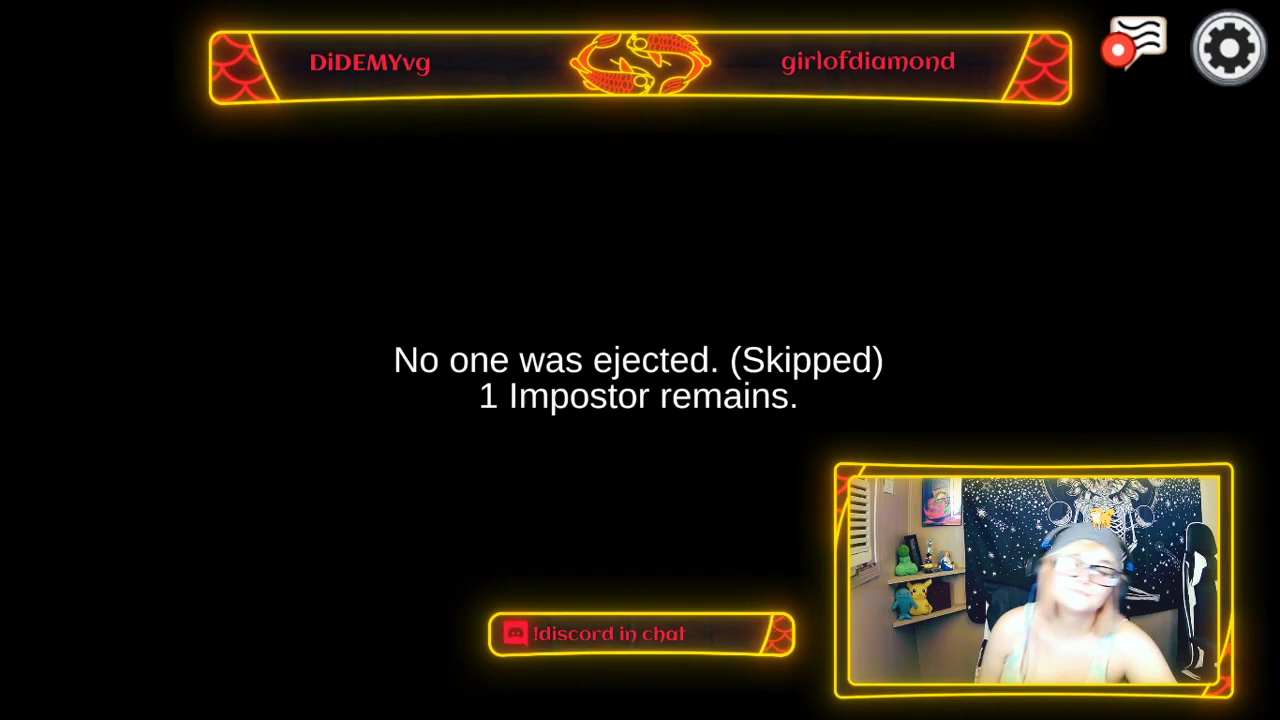 DiDEMYvg
girlofdiamond
No one was ejected. (Skipped)
1 Impostor remains.
!discord in chat